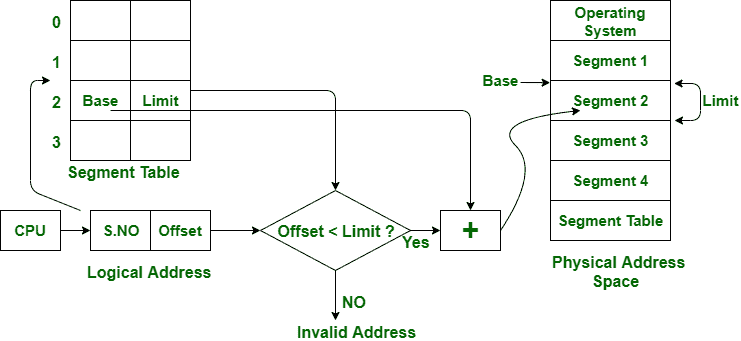 0
1
2
3
Base
Limit
Segment Table
CPU
S.NO
Offset
Logical Address
Offset < Limit ?
Yes
NO
Invalid Address
+
Operating
System
Segment 1
Segment 2
Segment 3
Segment 4
Segment Table
Base
Limit
Physical Address
Space